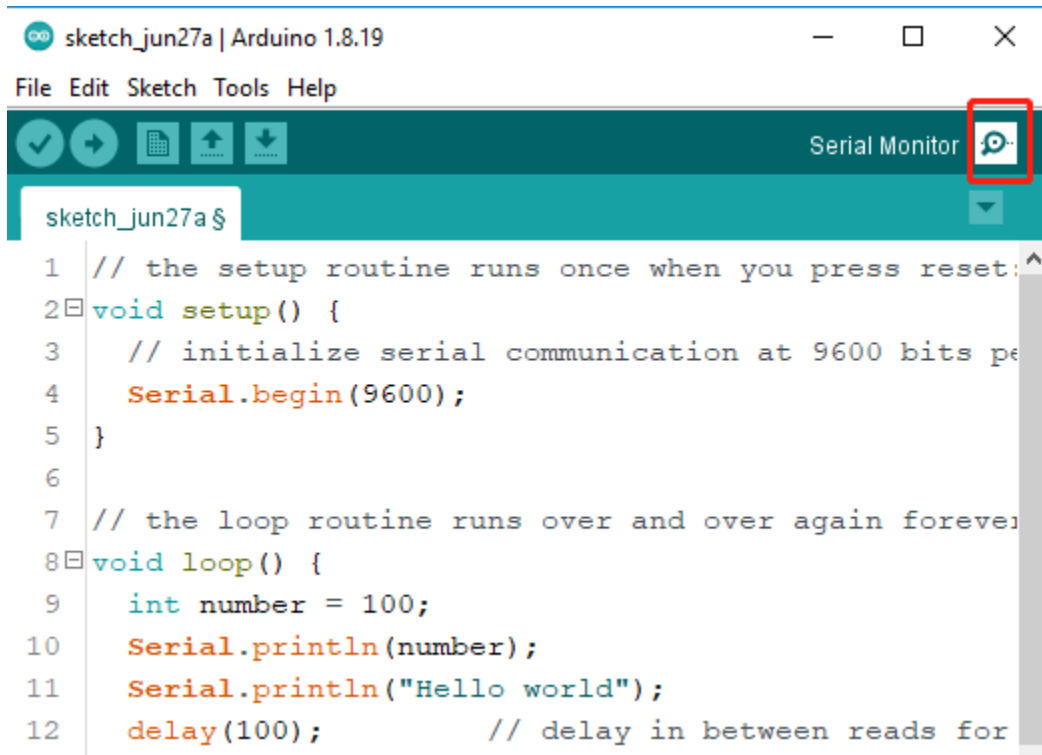 sketch_jun27a | Arduino 1.8.19
File Edit Sketch Tools Help
Serial Monitor
sketch_jun27a §
1 // the setup routine runs once when you press reset:
2 void setup() {
3 // initialize serial communication at 9600 bits
4 Serial.begin(9600);
5 }
6
7 // the loop routine runs over and over again
8 void loop() {
9 int number = 100;
10 Serial.println(number);
11 Serial.println("Hello world");
12 delay(100); // delay in between reads for